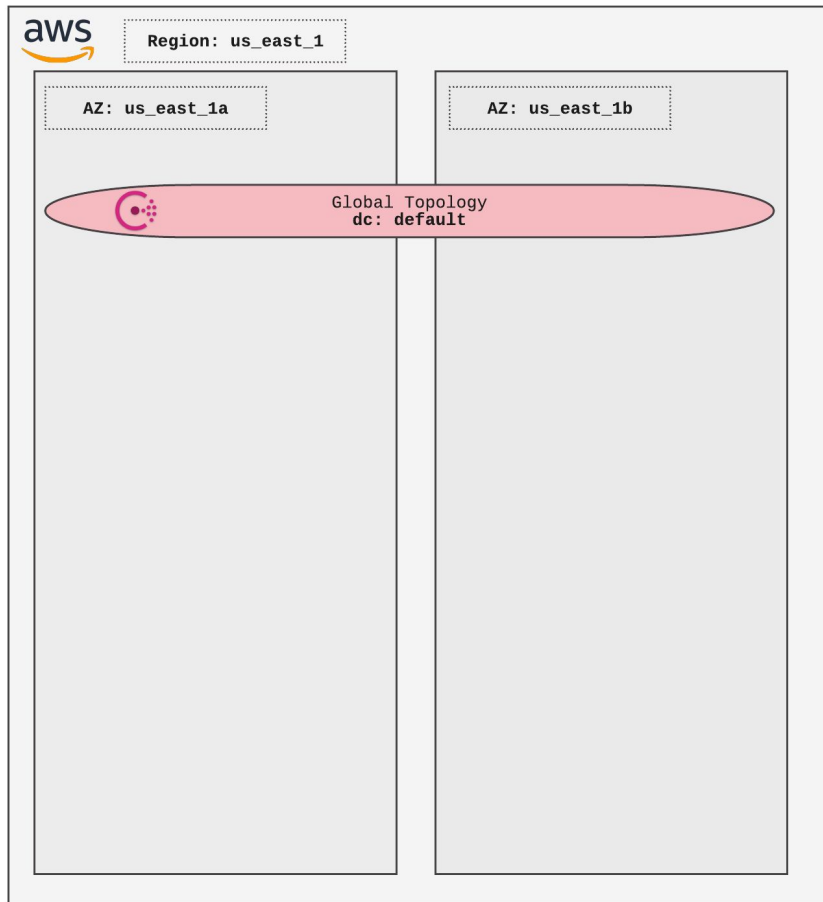 aws
Region: us_east_1
AZ: us_east_1a
AZ: us_east_1b
Global Topology
dc: default